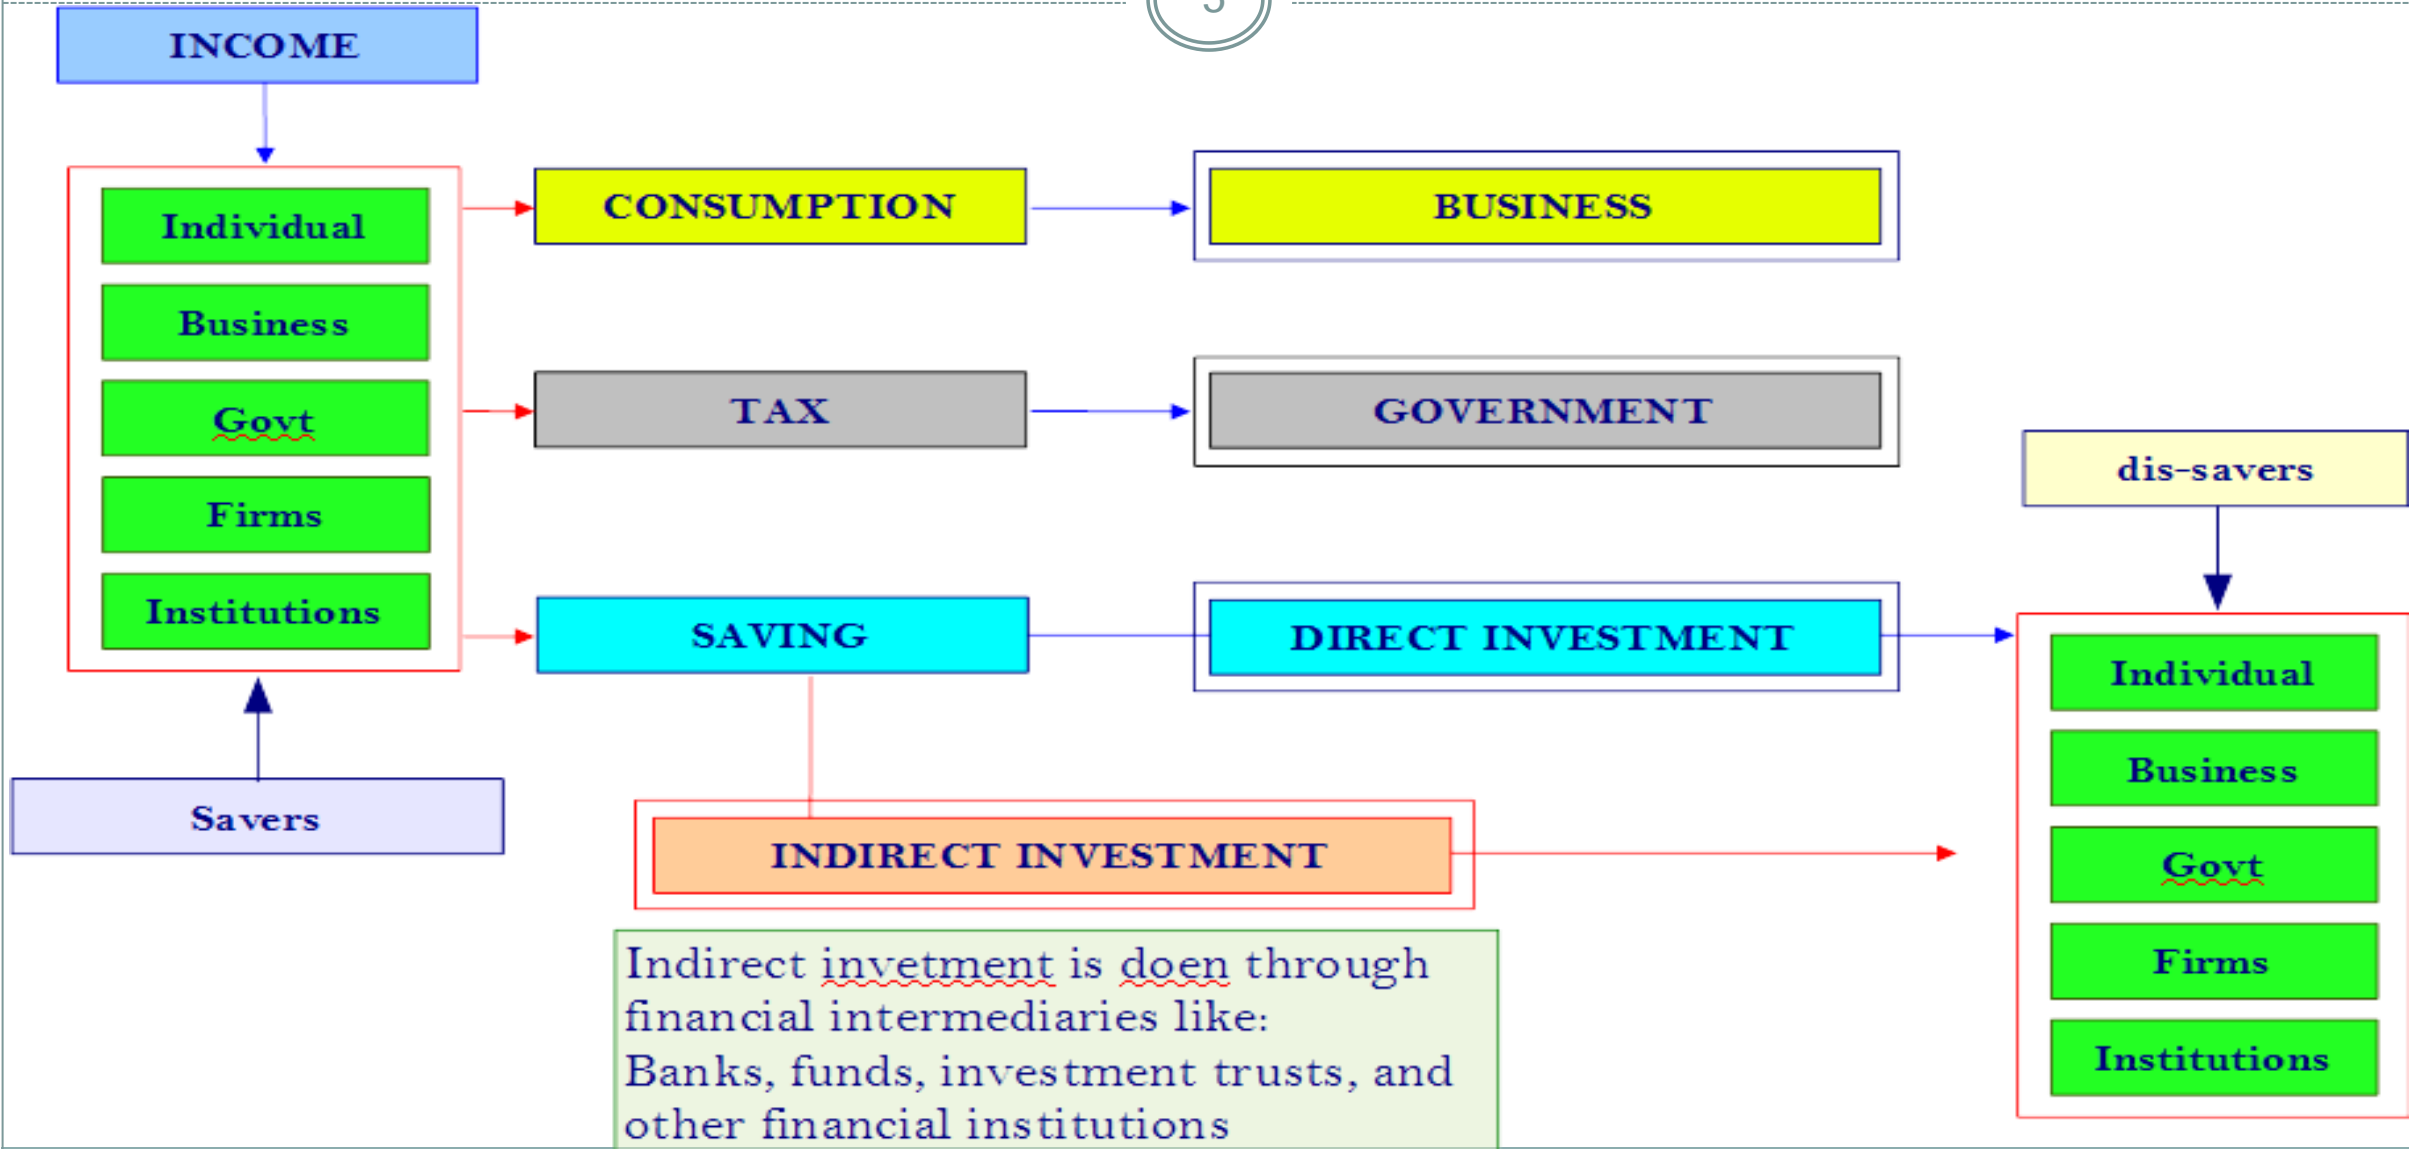 INCOME
Individual
Business
Govt
Firms
Institutions
Savers
CONSUMPTION
BUSINESS
TAX
GOVERNMENT
SAVING
DIRECT INVESTMENT
INDIRECT INVESTMENT
Indirect invetment is doen through
financial intermediaries like:
Banks, funds, investment trusts, and
other financial institutions
dis-savers
Individual
Business
Govt
Firms
Institutions